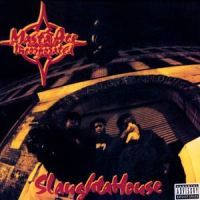 Masta Ace
Incorporated
SlaughtaHouse
PARENTAL
ADVISORY
EXPLICIT CONTENT